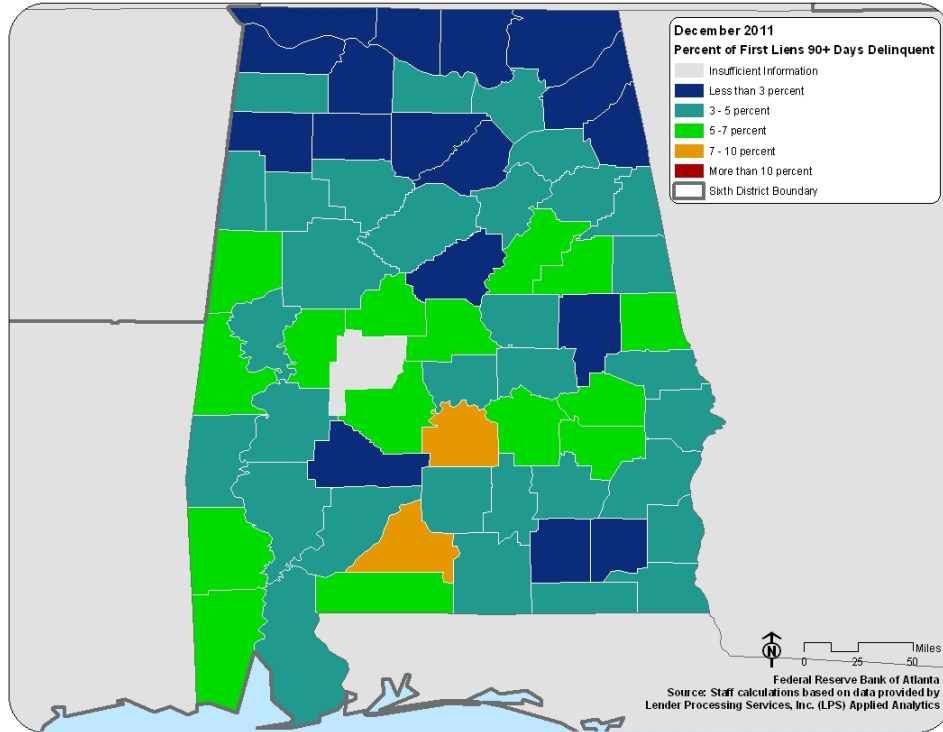 December 2011
Percent of First Liens 90+ Days Delinquent
Insufficient Information
Less than 3 percent
3 - 5 percent
5 -7 percent
7 - 10 percent
More than 10 percent
Sixth District Boundary
N
Miles
0 25 50
Federal Reserve Bank of Atlanta
Source: Staff calculations based on data provided by
Lender Processing Services, Inc. (LPS) Applied Analytics